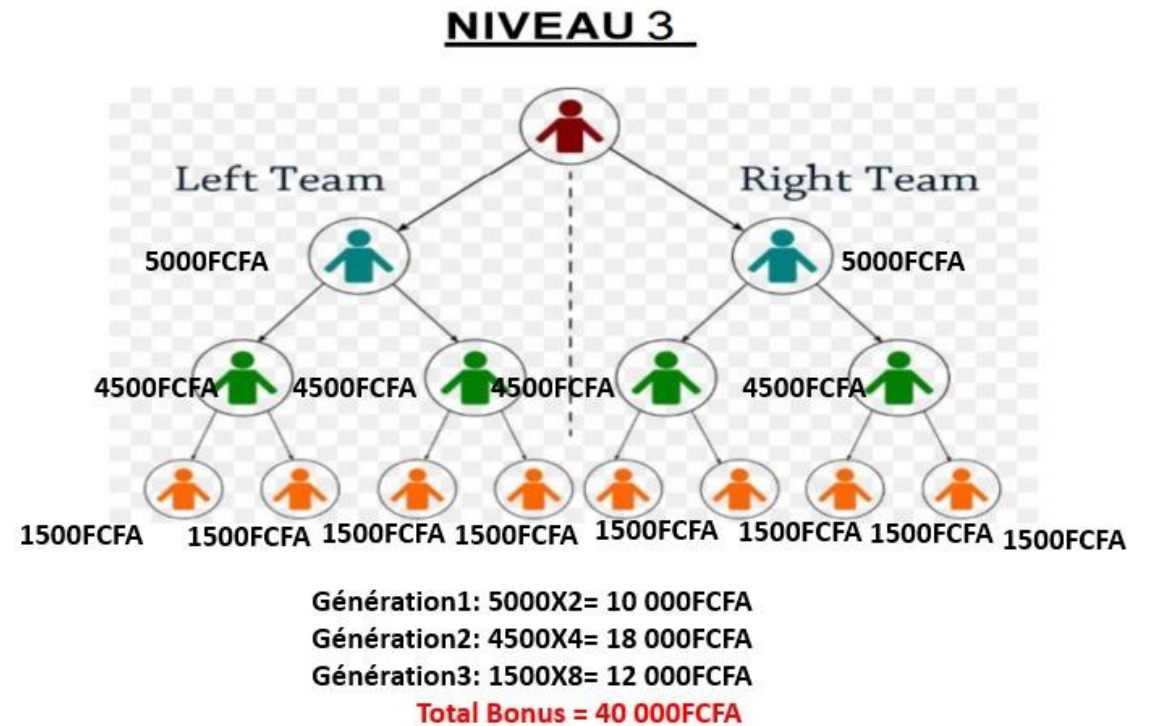 NIVEAU 3
Left Team
Right Team
5000FCFA
5000FCFA
4500FCFA
4500FCFA
4500FCFA
4500FCFA
1500FCFA
1500FCFA
1500FCFA
1500FCFA
1500FCFA
1500FCFA
1500FCFA
1500FCFA
Génération1: 5000X2= 10 000FCFA
Génération2: 4500X4= 18 000FCFA
Génération3: 1500X8= 12 000FCFA
Total Bonus = 40 000FCFA